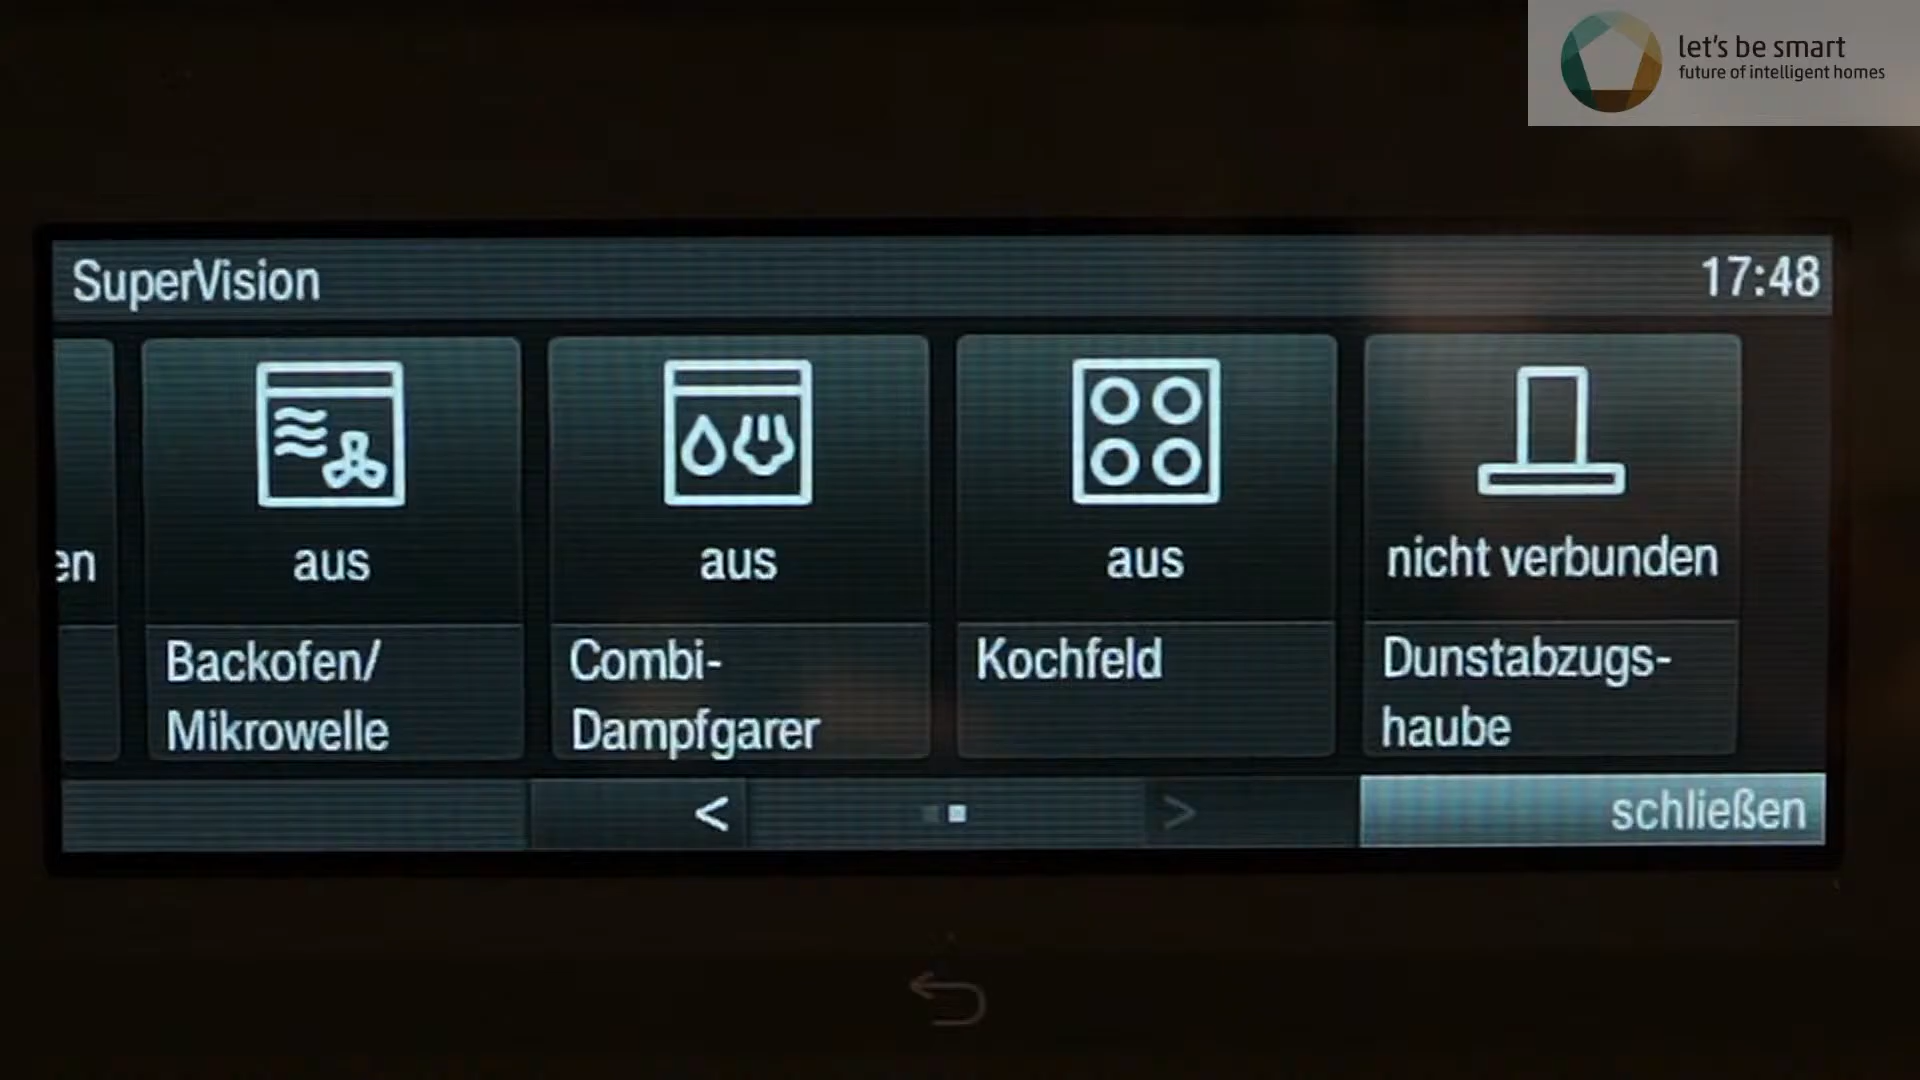 let's be smart
future of intelligent homes
SuperVision
17:48
en
aus
aus
aus
nicht verbunden
Backofen/
Mikrowelle
Combi-
Dampfgarer
Kochfeld
Dunstabzugs-
haube
<
>
schließen